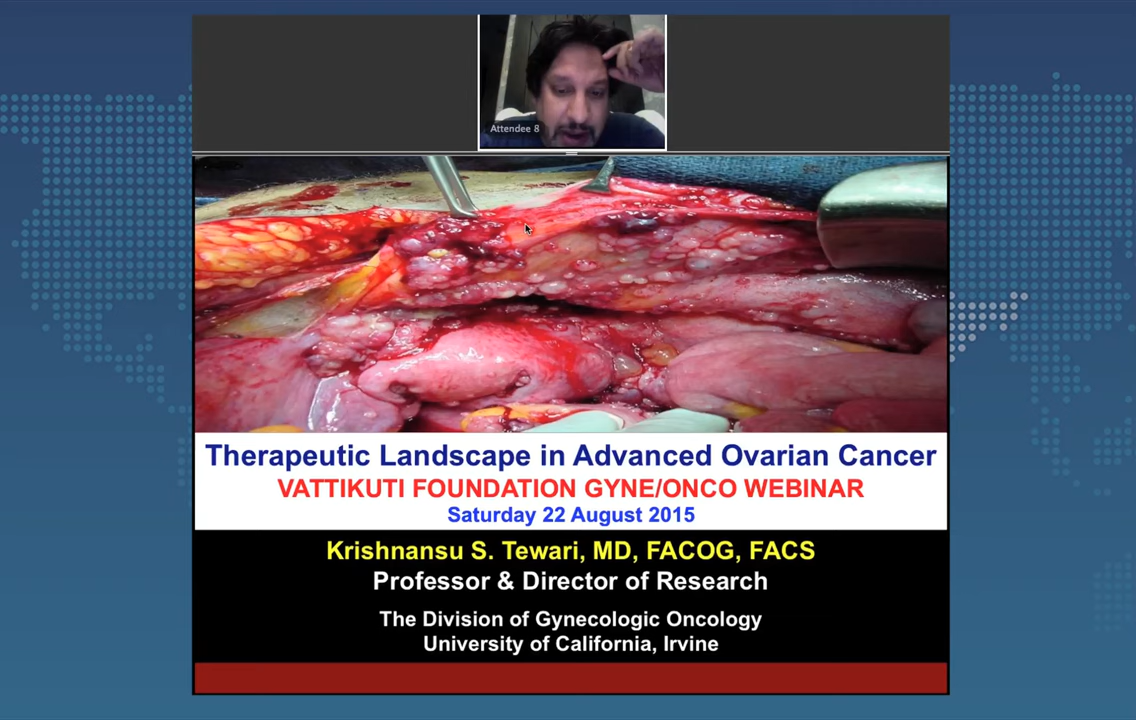 Attendee 8
Therapeutic Landscape in Advanced Ovarian Cancer
VATTIKUTI FOUNDATION GYNE/ONCO WEBINAR
Saturday 22 August 2015
Krishnansu S. Tewari, MD, FACOG, FACS
Professor & Director of Research
The Division of Gynecologic Oncology
University of California, Irvine